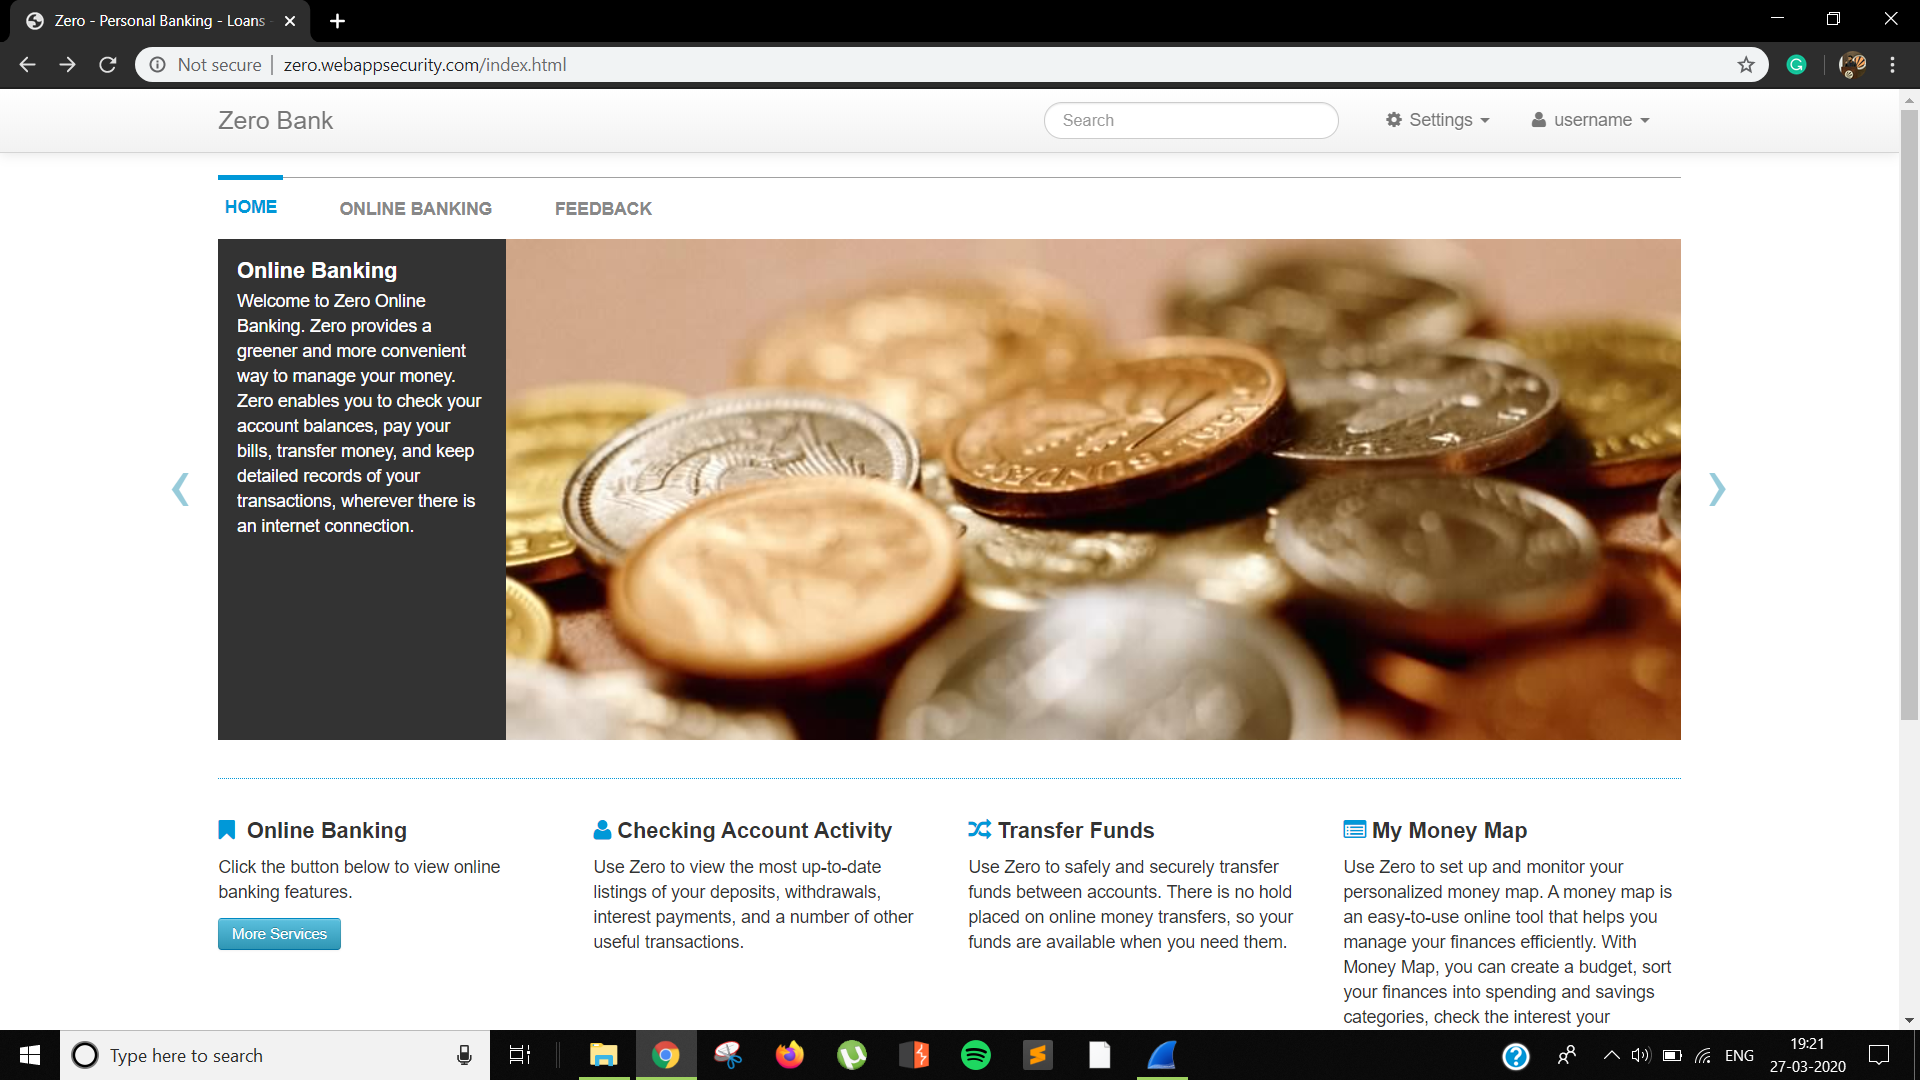 Zero - Personal Banking - Loans
Not secure | zero.webappsecurity.com/index.html
Zero Bank
Search
Settings
username
HOME
ONLINE BANKING
FEEDBACK
Online Banking
Welcome to Zero Online
Banking. Zero provides a
greener and more convenient
way to manage your money.
Zero enables you to check your
account balances, pay your
bills, transfer money, and keep
detailed records of your
transactions, wherever there is
an internet connection.
Online Banking
Click the button below to view online
banking features.
More Services
Checking Account Activity
Use Zero to view the most up-to-date
listings of your deposits, withdrawals,
interest payments, and a number of other
useful transactions.
Transfer Funds
Use Zero to safely and securely transfer
funds between accounts. There is no hold
placed on online money transfers, so your
funds are available when you need them.
My Money Map
Use Zero to set up and monitor your
personalized money map. A money map is
an easy-to-use online tool that helps you
manage your finances efficiently. With
Money Map, you can create a budget, sort
your finances into spending and savings
categories, check the interest your
Type here to search
ENG
19:21
27-03-2020